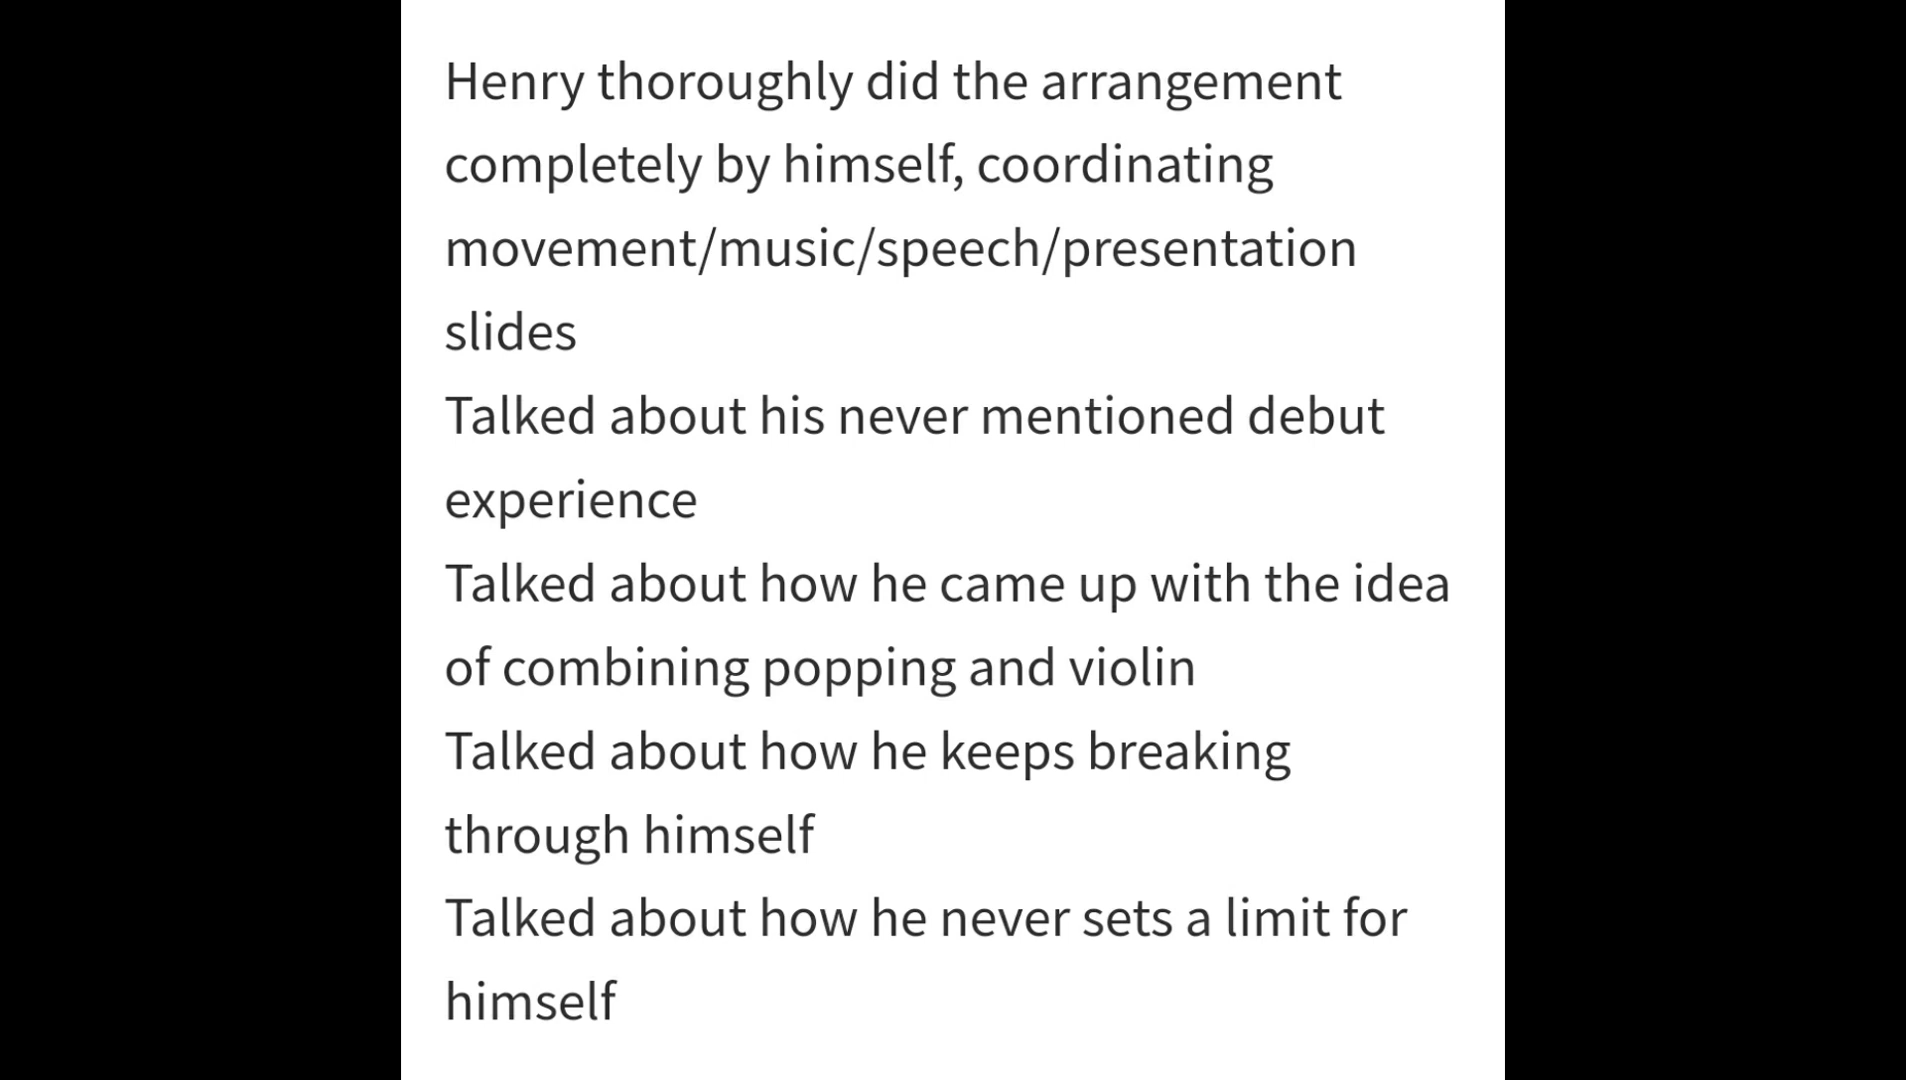 Henry thoroughly did the arrangement
completely by himself, coordinating
movement/music/speech/presentation
slides
Talked about his never mentioned debut
experience
Talked about how he came up with the idea
of combining popping and violin
Talked about how he keeps breaking
through himself
Talked about how he never sets a limit for
himself